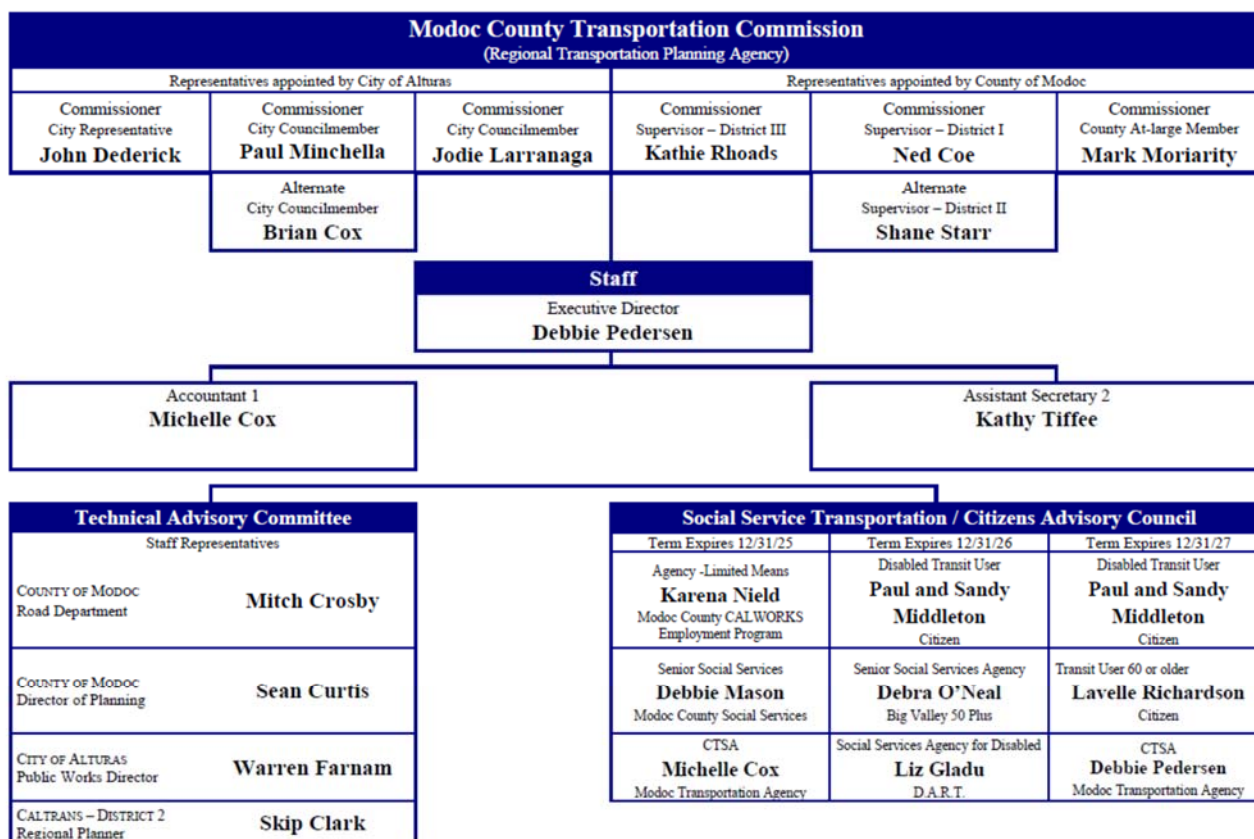 Modoc County Transportation Commission
(Regional Transportation Planning Agency)
Representatives appointed by City of Alturas
Representatives appointed by County of Modoc
Commissioner
City Representative
John Dederick
Commissioner
City Councilmember
Paul Minchella
Commissioner
City Councilmember
Jodie Larranaga
Commissioner
Supervisor – District III
Kathie Rhoads
Commissioner
Supervisor – District I
Ned Coe
Commissioner
County At-large Member
Mark Moriarity
Alternate
City Councilmember
Brian Cox
Alternate
Supervisor – District II
Shane Starr
Staff
Executive Director
Debbie Pedersen
Accountant 1
Michelle Cox
Assistant Secretary 2
Kathy Tiffee
Technical Advisory Committee
Staff Representatives
COUNTY OF MODOC
Road Department
Mitch Crosby
COUNTY OF MODOC
Director of Planning
Sean Curtis
CITY OF ALTURAS
Public Works Director
Warren Farnam
CALTRANS – DISTRICT 2
Regional Planner
Skip Clark
Social Service Transportation / Citizens Advisory Council
Term Expires 12/31/25
Term Expires 12/31/26
Term Expires 12/31/27
Agency -Limited Means
Karena Nield
Modoc County CALWORKS
Employment Program
Disabled Transit User
Paul and Sandy
Middleton
Citizen
Disabled Transit User
Paul and Sandy
Middleton
Citizen
Senior Social Services
Debbie Mason
Modoc County Social Services
Senior Social Services Agency
Debra O’Neal
Big Valley 50 Plus
Transit User 60 or older
Lavelle Richardson
Citizen
CTSA
Michelle Cox
Modoc Transportation Agency
Social Services Agency for Disabled
Liz Gladu
D.A.R.T.
CTSA
Debbie Pedersen
Modoc Transportation Agency